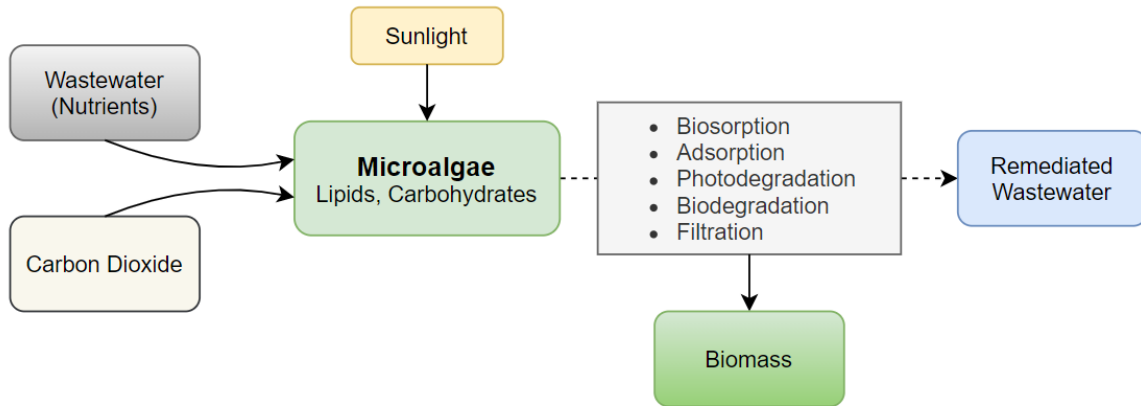 Sunlight
Wastewater
(Nutrients)
Microalgae
Lipids, Carbohydrates
Carbon Dioxide
• Biosorption
• Adsorption
• Photodegradation
• Biodegradation
• Filtration
Remediated
Wastewater
Biomass